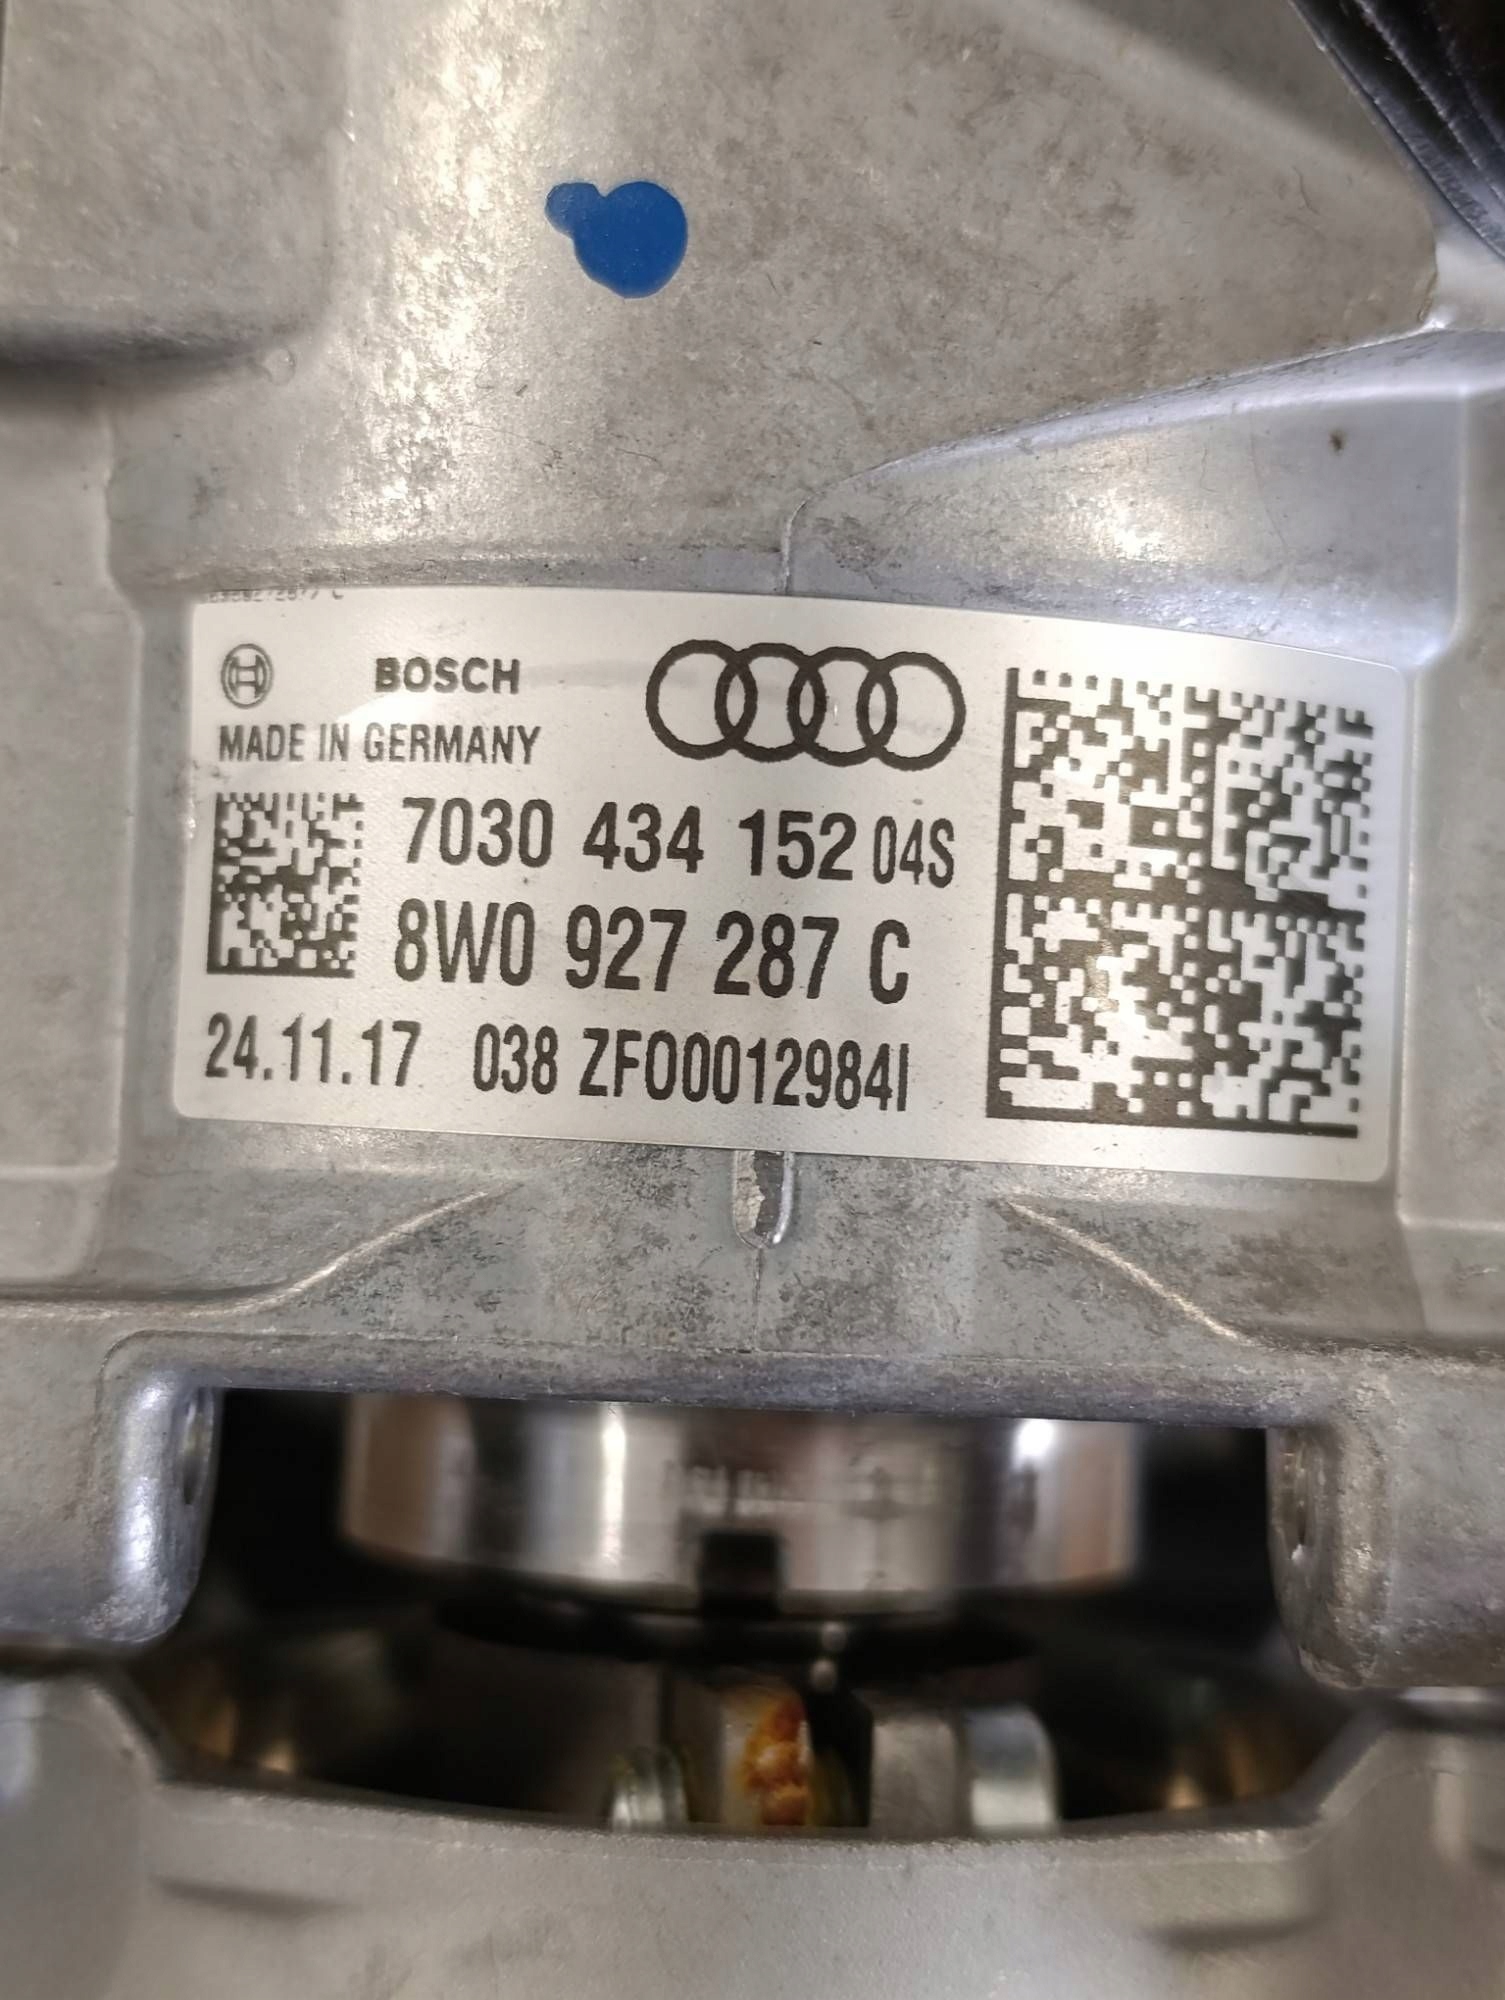 BOSCH
MADE IN GERMANY
7030 434 152 04S
8W0 927 287 C
24.11.17 038 ZF00012984I